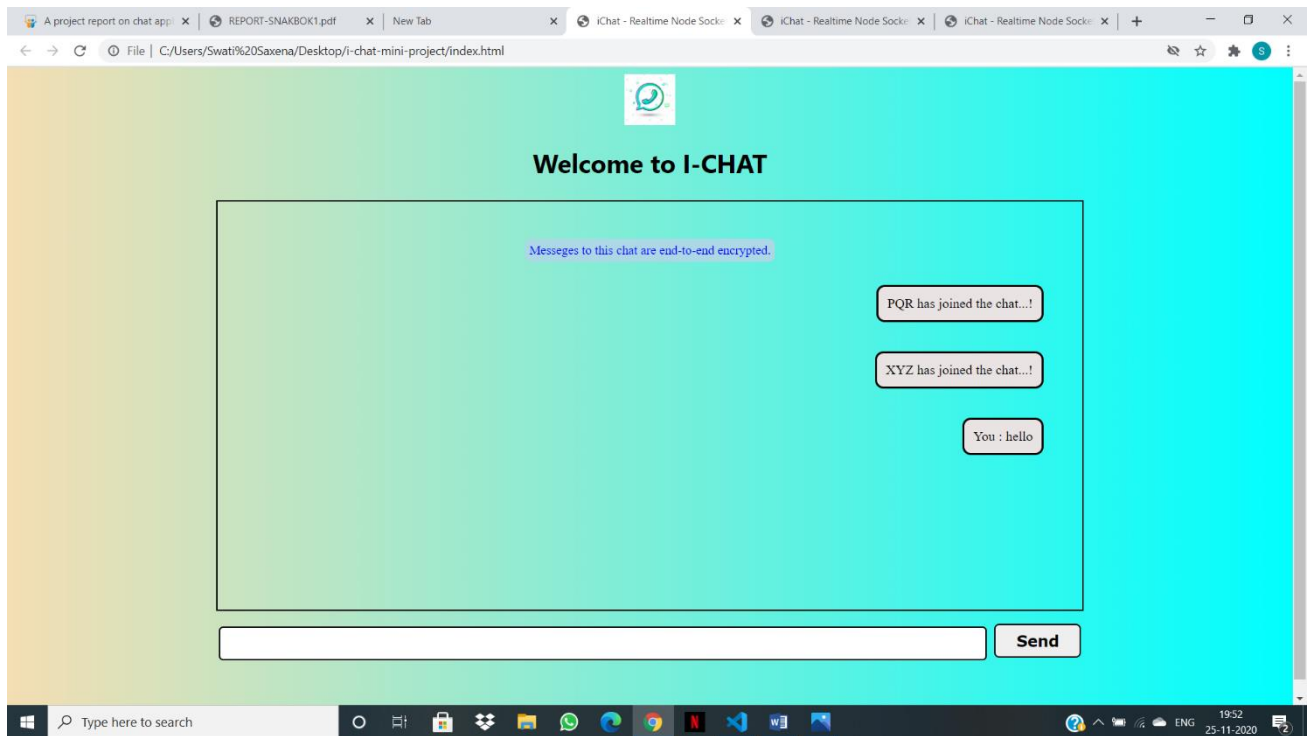 A project report on chat appl
REPORT-SNAKBOK1.pdf
New Tab
iChat - Realtime Node Socke
iChat - Realtime Node Socke
iChat - Realtime Node Socke
File | C:/Users/Swati%20Saxena/Desktop/i-chat-mini-project/index.html
S
Welcome to I-CHAT
Messeges to this chat are end-to-end encrypted.
PQR has joined the chat...!
XYZ has joined the chat...!
You : hello
Send
Type here to search
ENG
19:52
25-11-2020
2